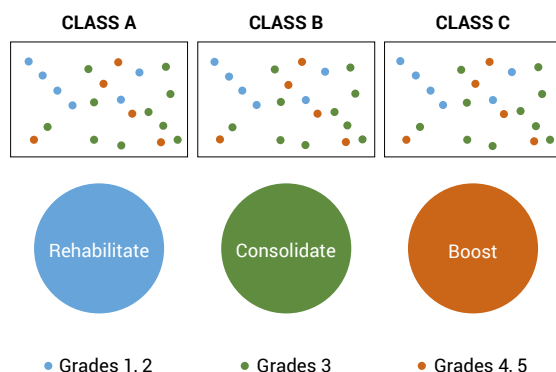 CLASS A
CLASS B
CLASS C
Rehabilitate
Consolidate
Boost
Grades 1, 2
Grades 3
Grades 4, 5